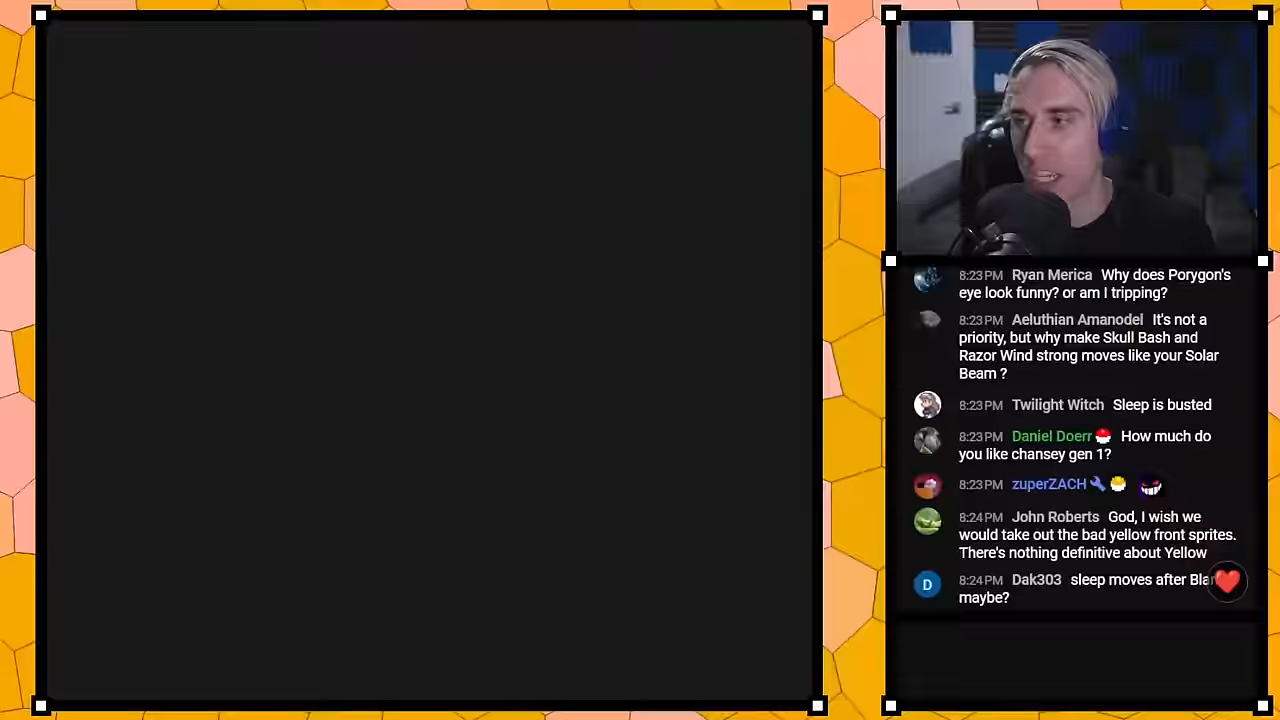 8:23 PM Ryan Merica Why does Porygon's
eye look funny? or am I tripping?
8:23 PM Aeluthian Amanodel It's not a
priority, but why make Skull Bash and
Razor Wind strong moves like your Solar
Beam ?
8:23 PM Twilight Witch Sleep is busted
8:23 PM Daniel Doerr How much do
you like chansey gen 1?
8:23 PM zuperZACH
8:24 PM John Roberts God, I wish we
would take out the bad yellow front sprites.
There's nothing definitive about Yellow
D
8:24 PM Dak303 sleep moves after
maybe?